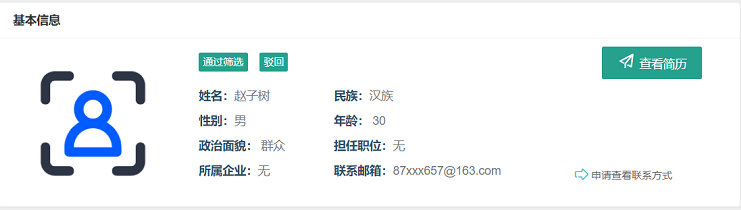 基本信息
通过筛选 驳回
查看简历
姓名：赵子树 民族：汉族
性别：男 年龄： 30
政治面貌： 群众 担任职位：无
所属企业：无 联系邮箱：87xxx657@163.com
申请查看联系方式